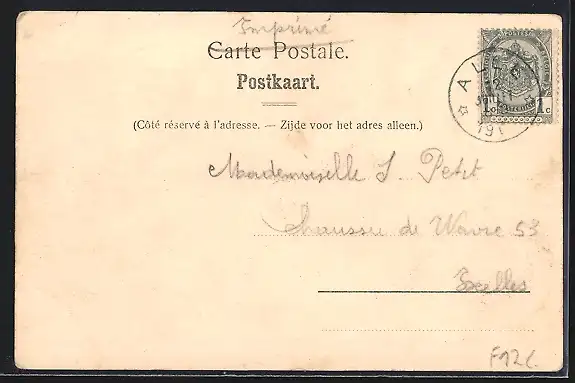 Imprimé
Carte Postale.
Postkaart.
(Côté réservé à l'adresse. — Zijde voor het adres alleen.)
Mademoiselle S. Petit
Chaussée de Wavre 53
Ixelles
F12C